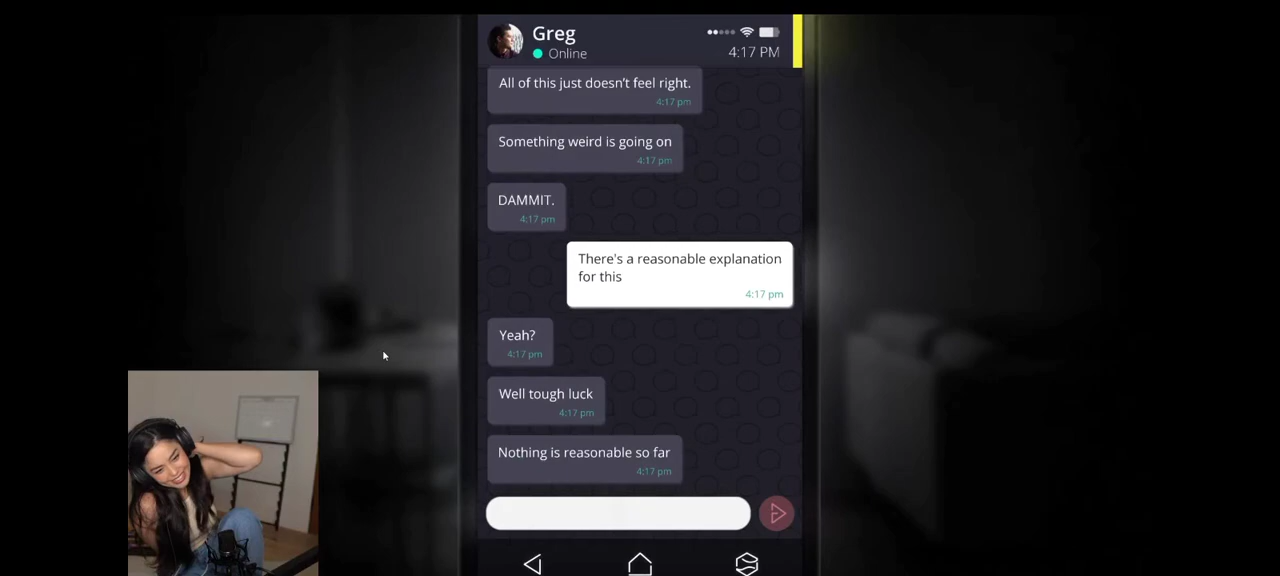 Greg
Online
4:17 PM
All of this just doesn't feel right.
4:17 pm
Something weird is going on
4:17 pm
DAMMIT.
4:17 pm
There's a reasonable explanation
for this
4:17 pm
Yeah?
4:17 pm
Well tough luck
4:17 pm
Nothing is reasonable so far
4:17 pm